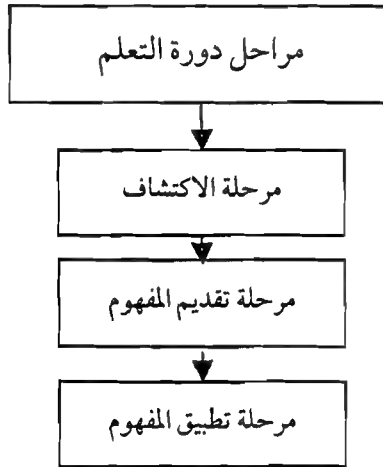 مراحل دورة التعلم
مرحلة الاكتشاف
مرحلة تقديم المفهوم
مرحلة تطبيق المفهوم